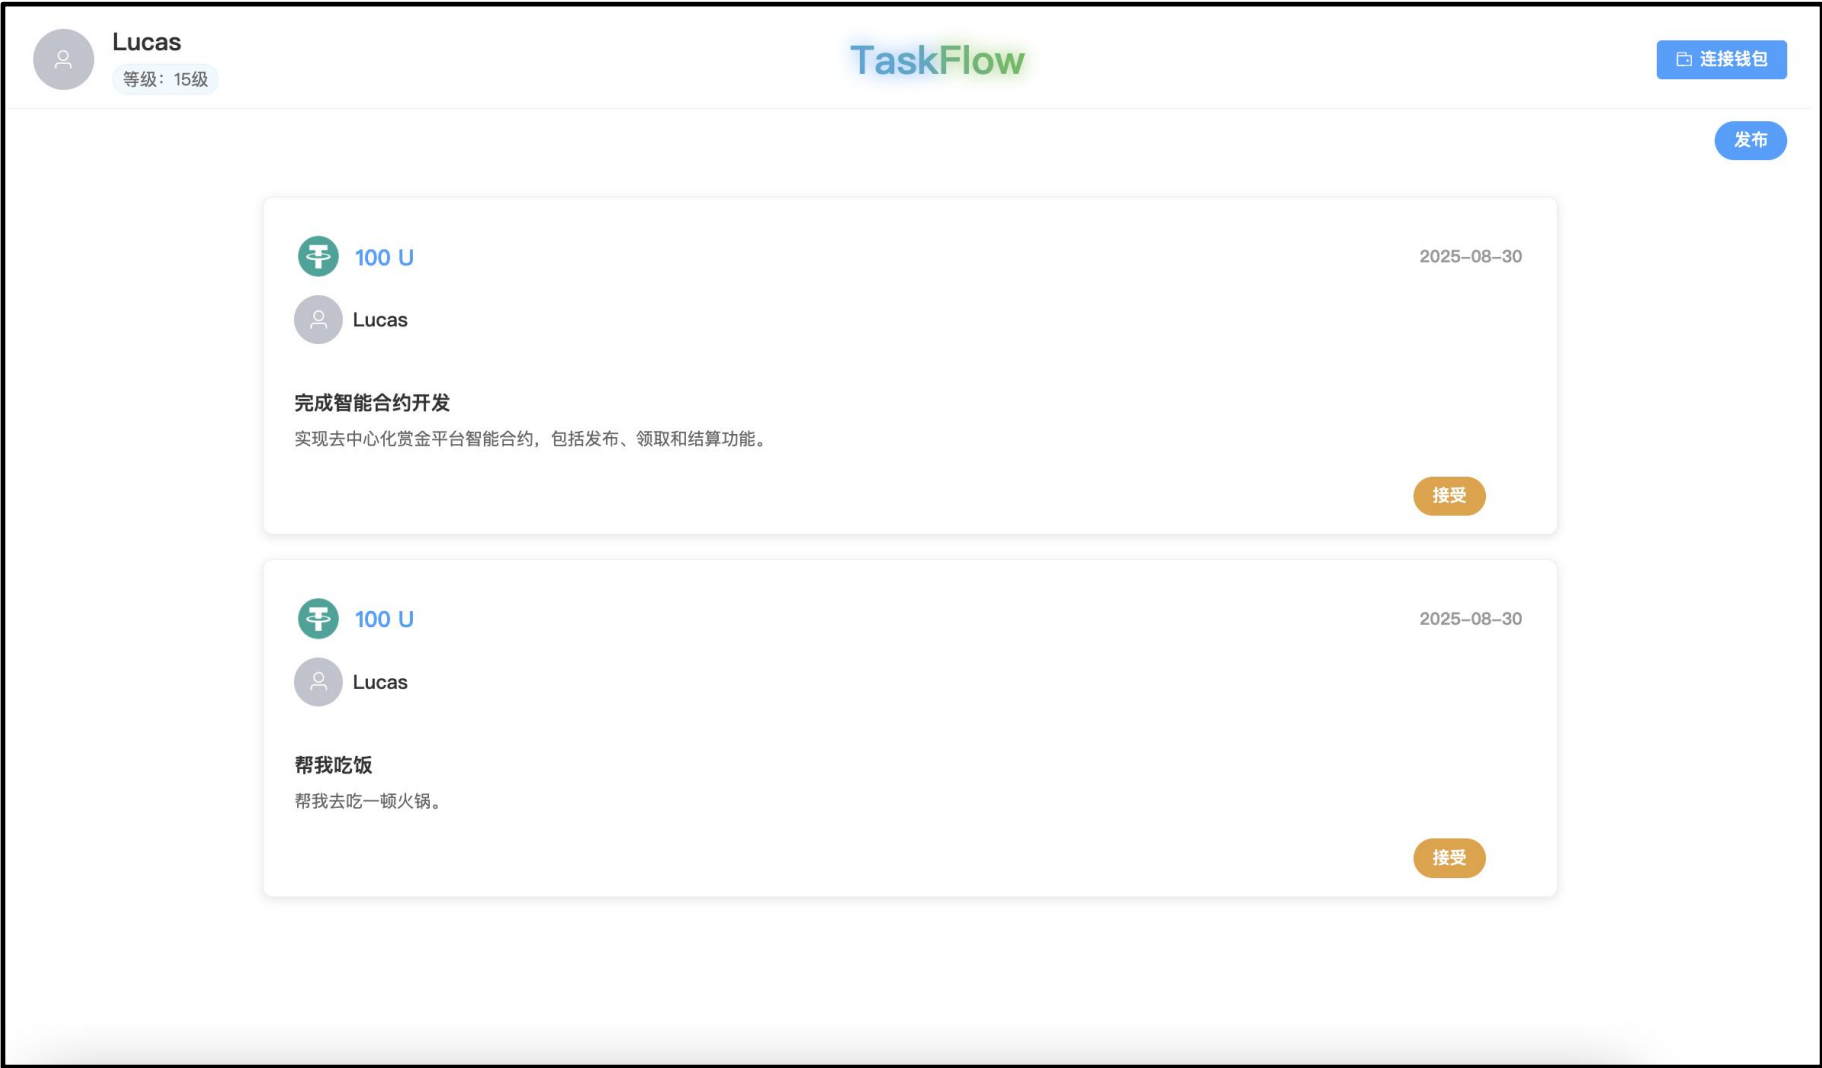 Lucas
等级：15级
TaskFlow
连接钱包
发布
100 U
2025-08-30
Lucas
完成智能合约开发
实现去中心化赏金平台智能合约，包括发布、领取和结算功能。
接受
100 U
2025-08-30
Lucas
帮我吃饭
帮我去吃一顿火锅。
接受